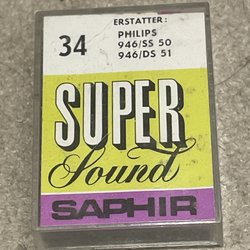 ERSTATTER:
34
PHILIPS
946/SS 50
946/DS 51
SUPER
Sound
SAPHIR